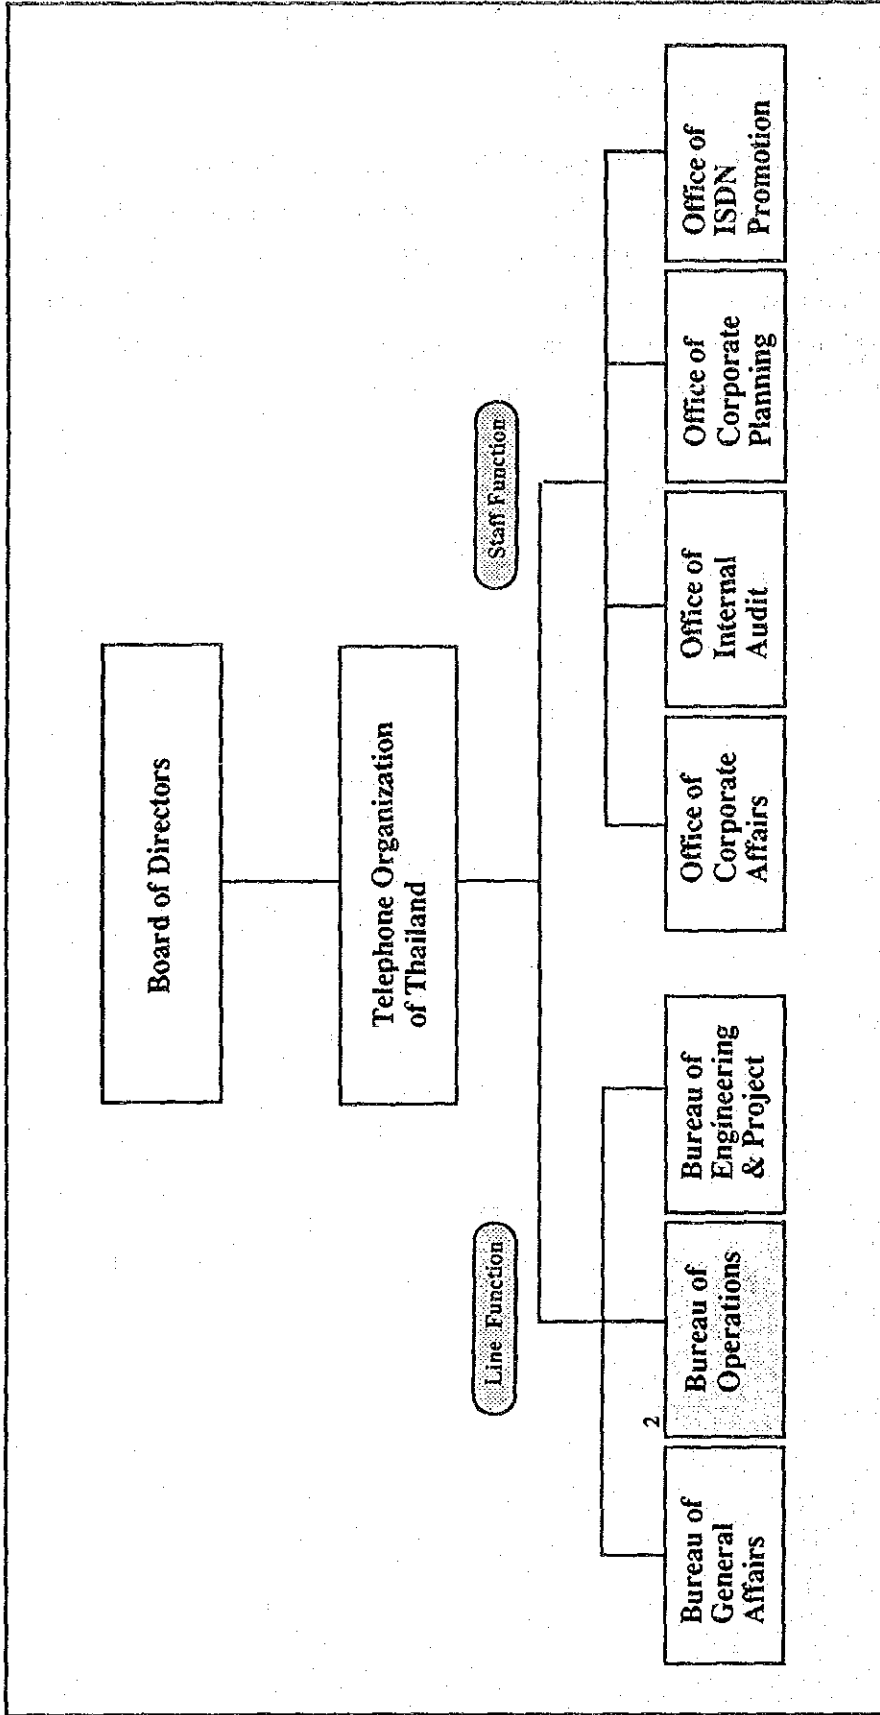 Board of Directors
Telephone Organization
of Thailand
Line Function
Staff Function
Bureau of
General
Affairs
2
Bureau of
Operations
Bureau of
Engineering
& Project
Office of
Corporate
Affairs
Office of
Internal
Audit
Office of
Corporate
Planning
Office of
ISDN
Promotion